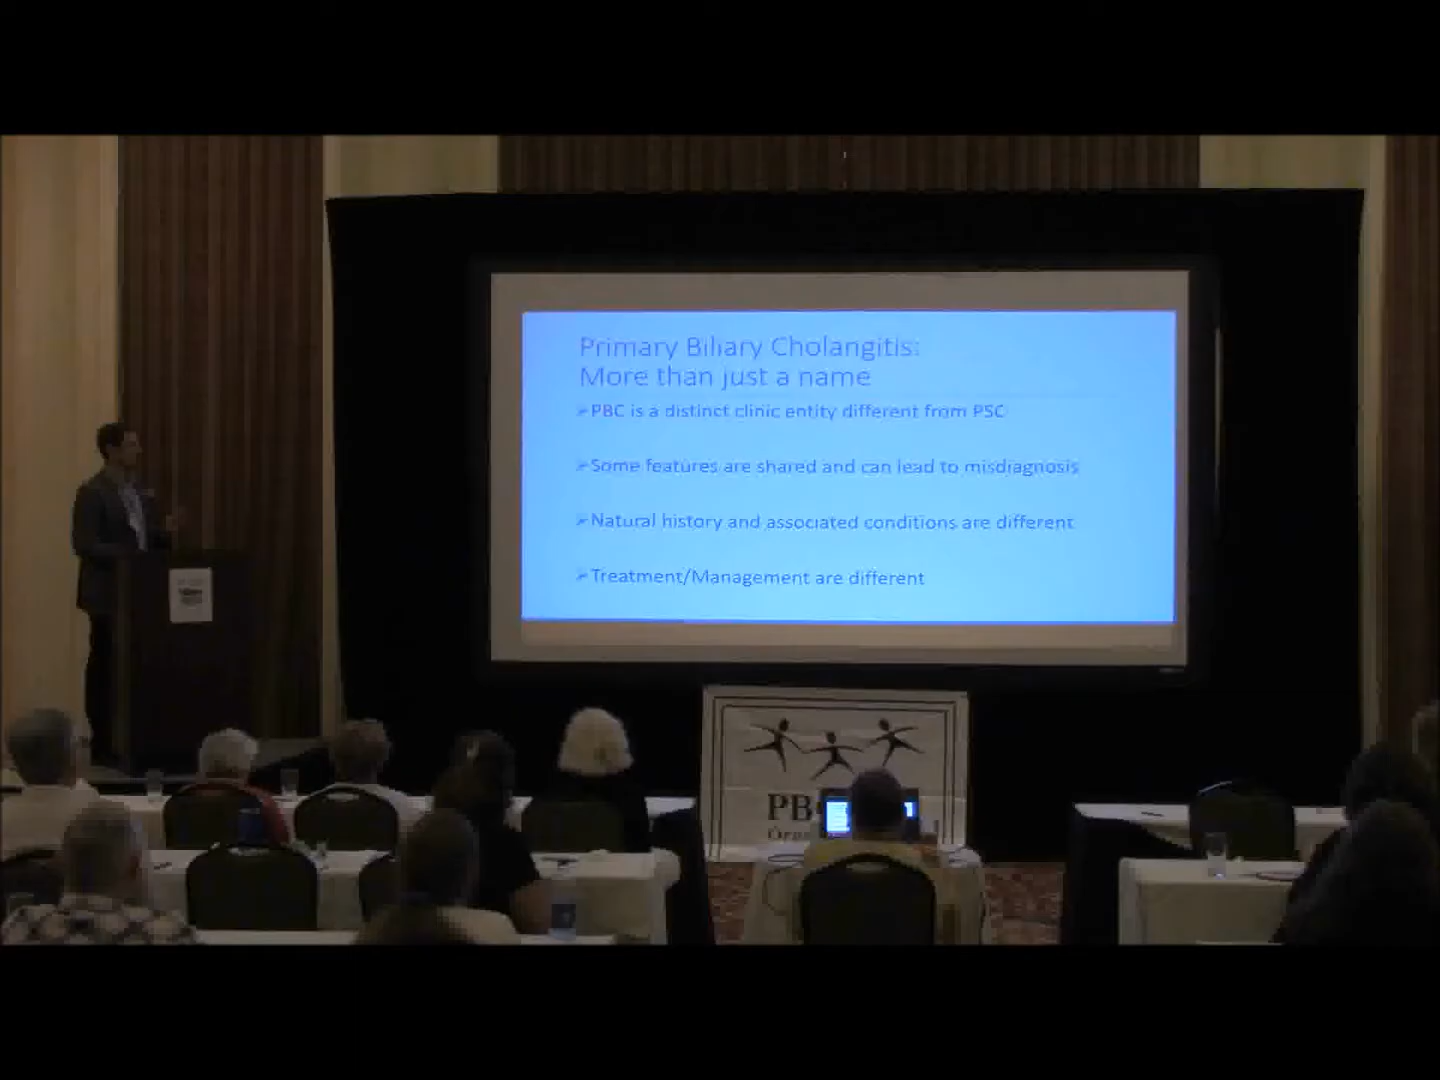 Primary Biliary Cholangitis:
More than just a name
➢PBC is a distinct clinic entity different from PSC
➢Some features are shared and can lead to misdiagnosis
➢Natural history and associated conditions are different
➢Treatment/Management are different
PB